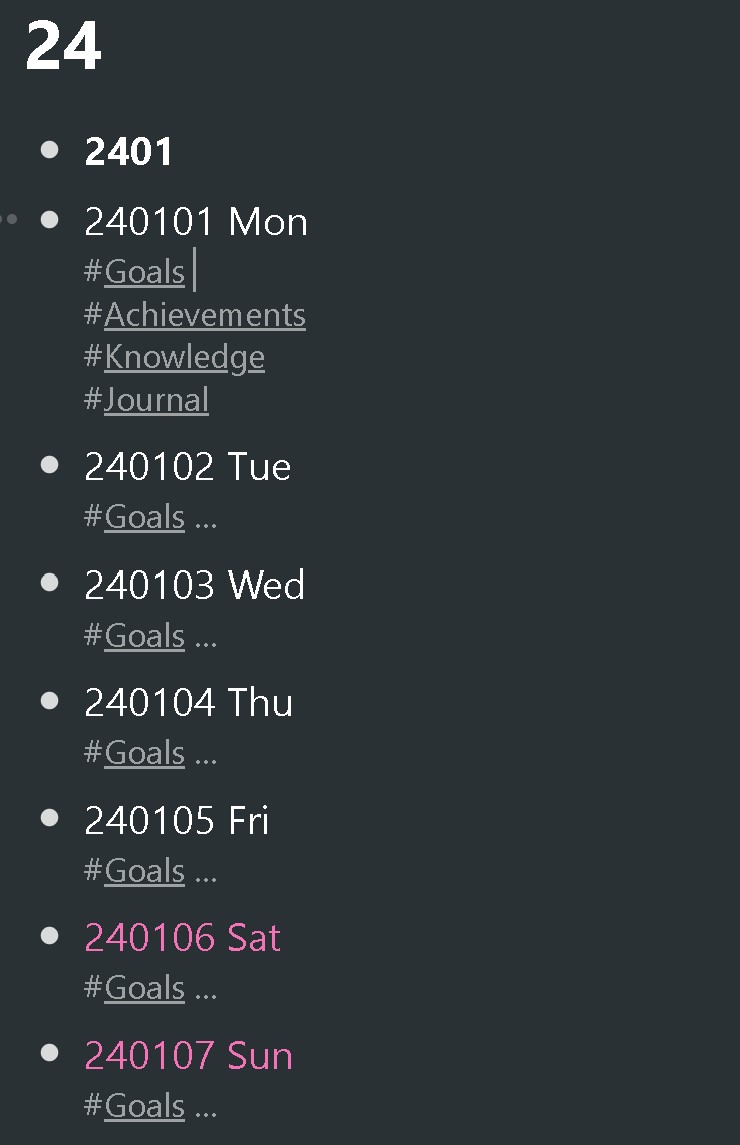 24
2401
240101 Mon
#Goals
#Achievements
#Knowledge
#Journal
240102 Tue
#Goals ...
240103 Wed
#Goals ...
240104 Thu
#Goals ...
240105 Fri
#Goals ...
240106 Sat
#Goals ...
240107 Sun
#Goals ...